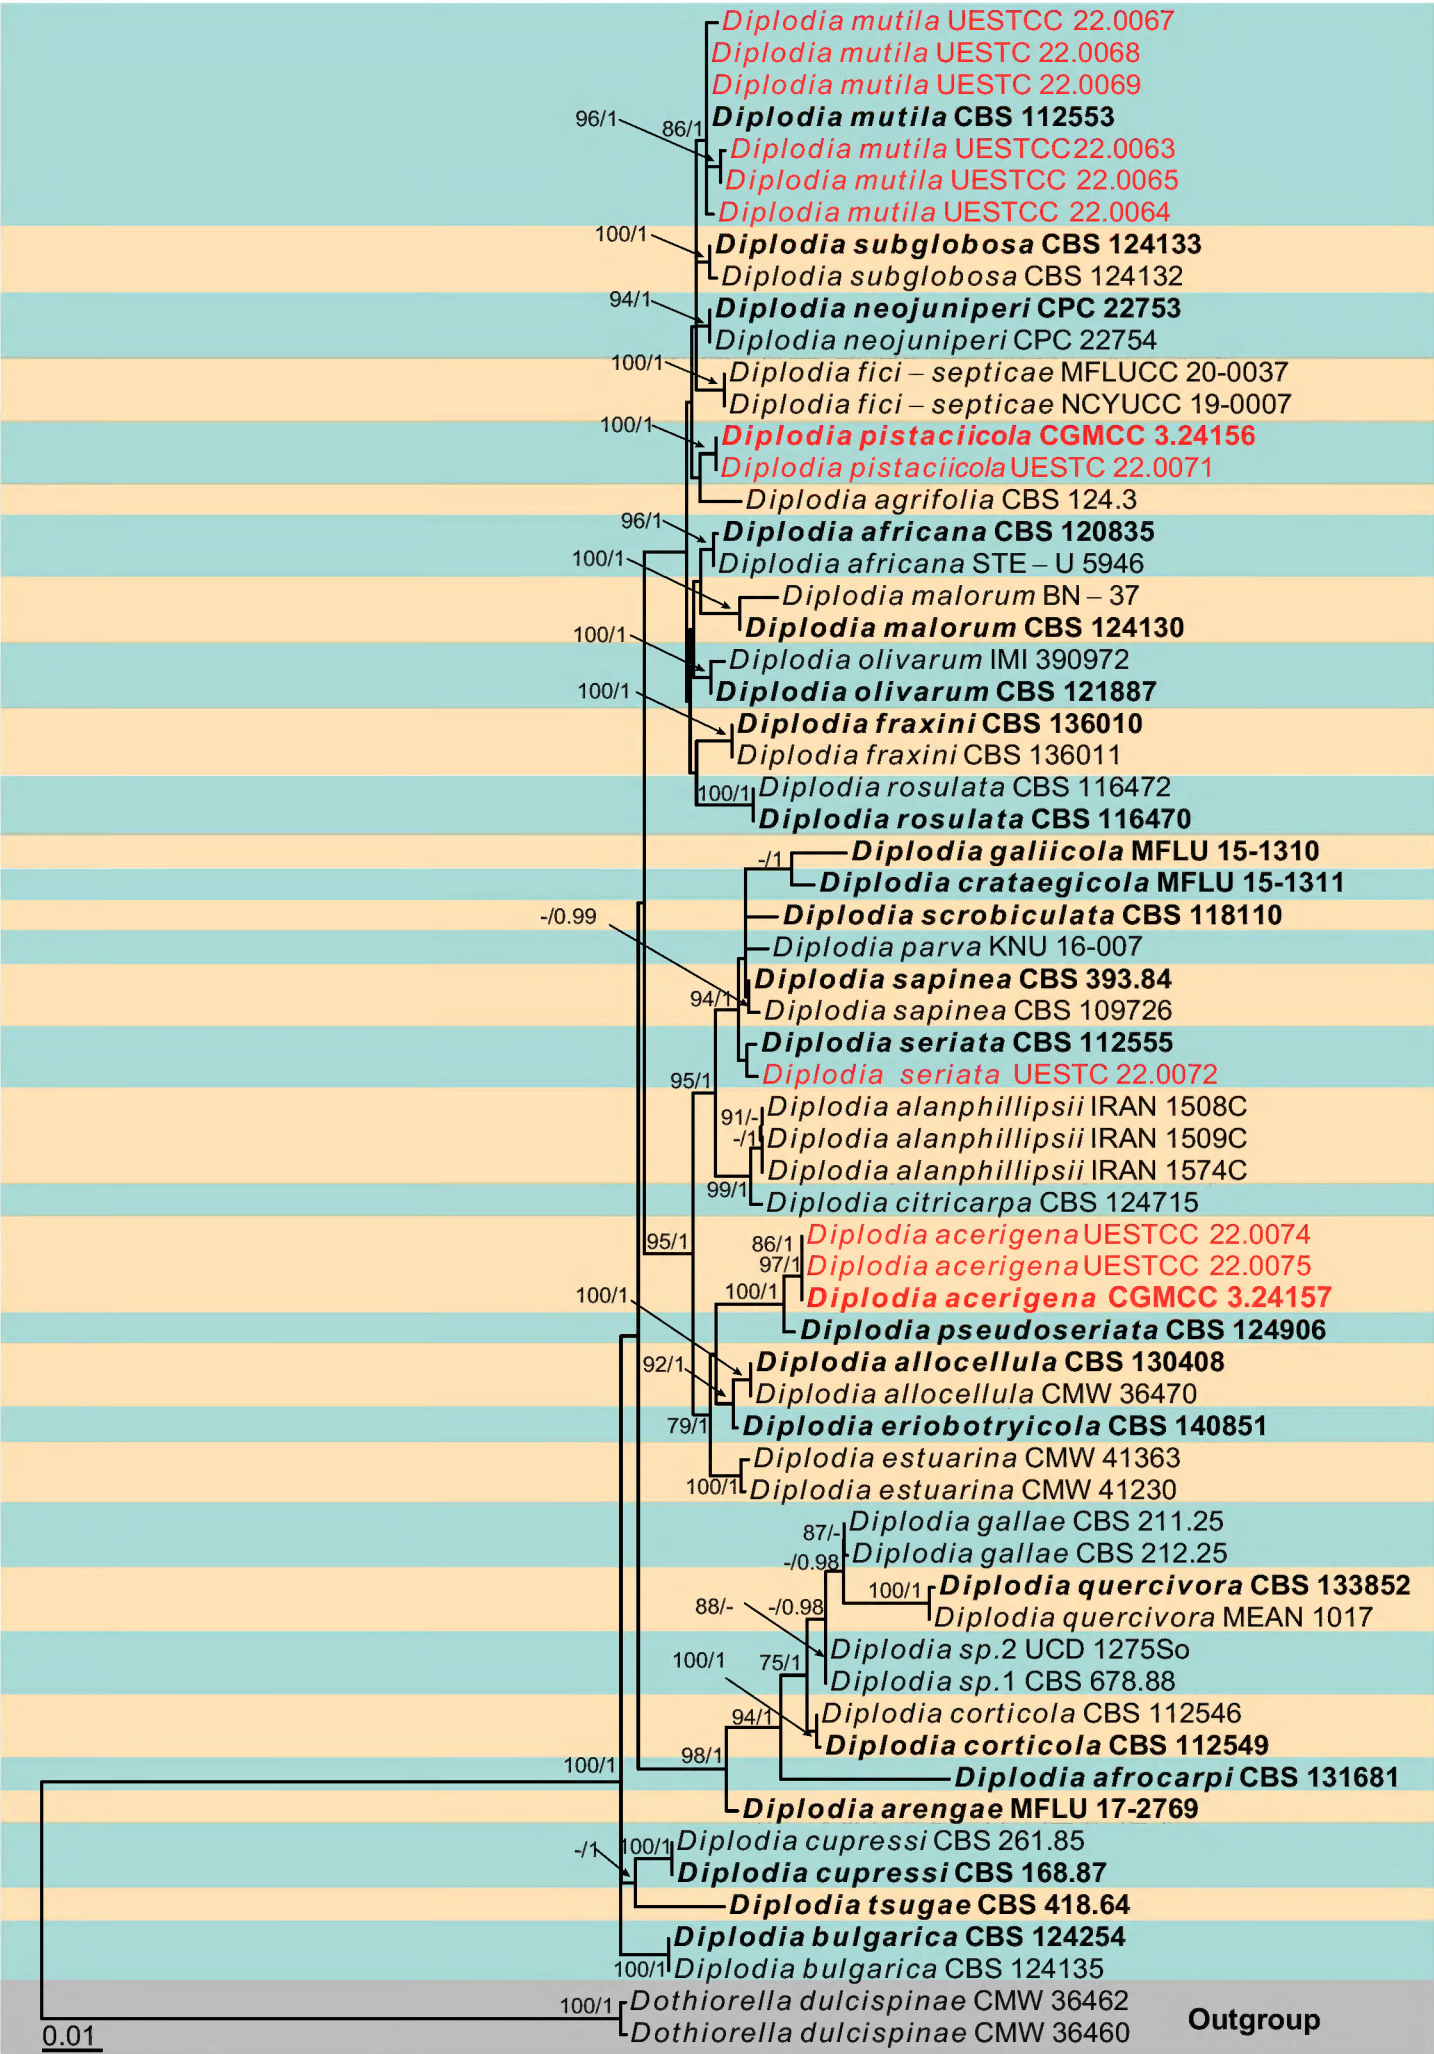 Diplodia mutila UESTCC 22.0067
Diplodia mutila UESTC 22.0068
Diplodia mutila UESTC 22.0069
Diplodia mutila CBS 112553
96/1
86/1
Diplodia mutila UESTCC22.0063
Diplodia mutila UESTCC 22.0065
Diplodia mutila UESTCC 22.0064
100/1
Diplodia subglobosa CBS 124133
Diplodia subglobosa CBS 124132
94/1
Diplodia neojuniperi CPC 22753
Diplodia neojuniperi CPC 22754
100/1
Diplodia fici – septicae MFLUCC 20-0037
Diplodia fici – septicae NCYUCC 19-0007
100/1
Diplodia pistaciicola CGMCC 3.24156
Diplodia pistaciicola UESTC 22.0071
Diplodia agrifolia CBS 124.3
96/1
Diplodia africana CBS 120835
100/1
Diplodia africana STE – U 5946
Diplodia malorum BN – 37
100/1
Diplodia malorum CBS 124130
Diplodia olivarum IMI 390972
100/1
Diplodia olivarum CBS 121887
Diplodia fraxini CBS 136010
Diplodia fraxini CBS 136011
Diplodia rosulata CBS 116472
100/1
Diplodia rosulata CBS 116470
Diplodia galiicola MFLU 15-1310
-/1
Diplodia crataegicola MFLU 15-1311
-/0.99
Diplodia scrobiculata CBS 118110
Diplodia parva KNU 16-007
Diplodia sapinea CBS 393.84
94/1
Diplodia sapinea CBS 109726
Diplodia seriata CBS 112555
95/1
Diplodia seriata UESTC 22.0072
Diplodia alanphillipsii IRAN 1508C
91/-
-/1
Diplodia alanphillipsii IRAN 1509C
Diplodia alanphillipsii IRAN 1574C
99/1
Diplodia citricarpa CBS 124715
95/1
86/1
Diplodia acerigena UESTCC 22.0074
97/1
Diplodia acerigena UESTCC 22.0075
100/1
100/1
Diplodia acerigena CGMCC 3.24157
Diplodia pseudoseriata CBS 124906
92/1
Diplodia allocellula CBS 130408
Diplodia allocellula CMW 36470
79/1
Diplodia eriobotryicola CBS 140851
Diplodia estuarina CMW 41363
100/1
Diplodia estuarina CMW 41230
87/-
Diplodia gallae CBS 211.25
-/0.98
Diplodia gallae CBS 212.25
100/1
Diplodia quercivora CBS 133852
88/-
-/0.98
Diplodia quercivora MEAN 1017
Diplodia sp.2 UCD 1275So
100/1
75/1
Diplodia sp.1 CBS 678.88
94/1
Diplodia corticola CBS 112546
98/1
Diplodia corticola CBS 112549
100/1
Diplodia afrocarpi CBS 131681
Diplodia arengae MFLU 17-2769
-/1
100/1
Diplodia cupressi CBS 261.85
Diplodia cupressi CBS 168.87
Diplodia tsugae CBS 418.64
Diplodia bulgarica CBS 124254
100/1
Diplodia bulgarica CBS 124135
100/1
Dothiorella dulcispinae CMW 36462
Dothiorella dulcispinae CMW 36460
Outgroup
0.01